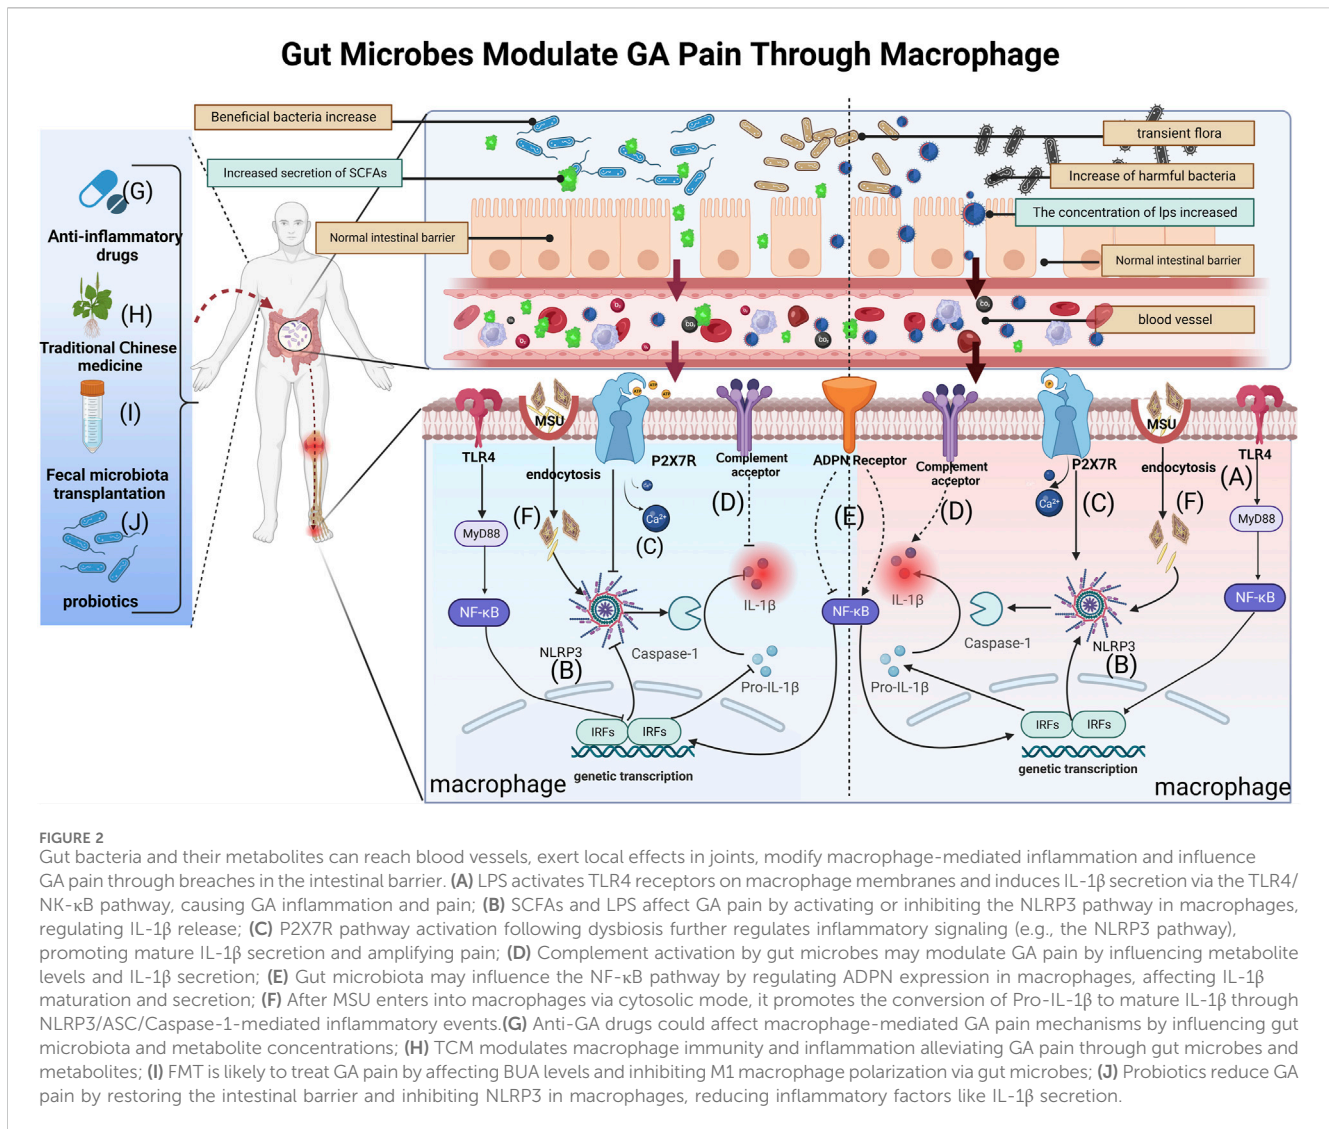 Gut Microbes Modulate GA Pain Through Macrophage
Beneficial bacteria increase
Increased secretion of SCFAs
Normal intestinal barrier
transient flora
Increase of harmful bacteria
The concentration of lps increased
Normal intestinal barrier
blood vessel
(G)
Anti-inflammatory
drugs
(H)
Traditional Chinese
medicine
(I)
Fecal microbiota
transplantation
(J)
probiotics
MSU
TLR4
endocytosis
ATP
ATP
ATP
P2X7R
Complement
acceptor
ADPN Receptor
Complement
acceptor
P
P2X7R
MSU
endocytosis
TLR4
(A)
(F)
Ca²⁺
(C)
(D)
(E)
(D)
Ca²⁺
(C)
(F)
MyD88
MyD88
NF-κB
IL-1β
NF-κB
IL-1β
NF-κB
NLRP3
(B)
Caspase-1
Pro-IL-1β
Pro-IL-1β
Caspase-1
NLRP3
(B)
IRFs
IRFs
genetic transcription
IRFs
IRFs
genetic transcription
macrophage
macrophage
FIGURE 2
Gut bacteria and their metabolites can reach blood vessels, exert local effects in joints, modify macrophage-mediated inflammation and influence
GA pain through breaches in the intestinal barrier. (A) LPS activates TLR4 receptors on macrophage membranes and induces IL-1β secretion via the TLR4/
NK-κB pathway, causing GA inflammation and pain; (B) SCFAs and LPS affect GA pain by activating or inhibiting the NLRP3 pathway in macrophages,
regulating IL-1β release; (C) P2X7R pathway activation following dysbiosis further regulates inflammatory signaling (e.g., the NLRP3 pathway),
promoting mature IL-1β secretion and amplifying pain; (D) Complement activation by gut microbes may modulate GA pain by influencing metabolite
levels and IL-1β secretion; (E) Gut microbiota may influence the NF-κB pathway by regulating ADPN expression in macrophages, affecting IL-1β
maturation and secretion; (F) After MSU enters into macrophages via cytosolic mode, it promotes the conversion of Pro-IL-1β to mature IL-1β through
NLRP3/ASC/Caspase-1-mediated inflammatory events.(G) Anti-GA drugs could affect macrophage-mediated GA pain mechanisms by influencing gut
microbiota and metabolite concentrations; (H) TCM modulates macrophage immunity and inflammation alleviating GA pain through gut microbes and
metabolites; (I) FMT is likely to treat GA pain by affecting BUA levels and inhibiting M1 macrophage polarization via gut microbes; (J) Probiotics reduce GA
pain by restoring the intestinal barrier and inhibiting NLRP3 in macrophages, reducing inflammatory factors like IL-1β secretion.